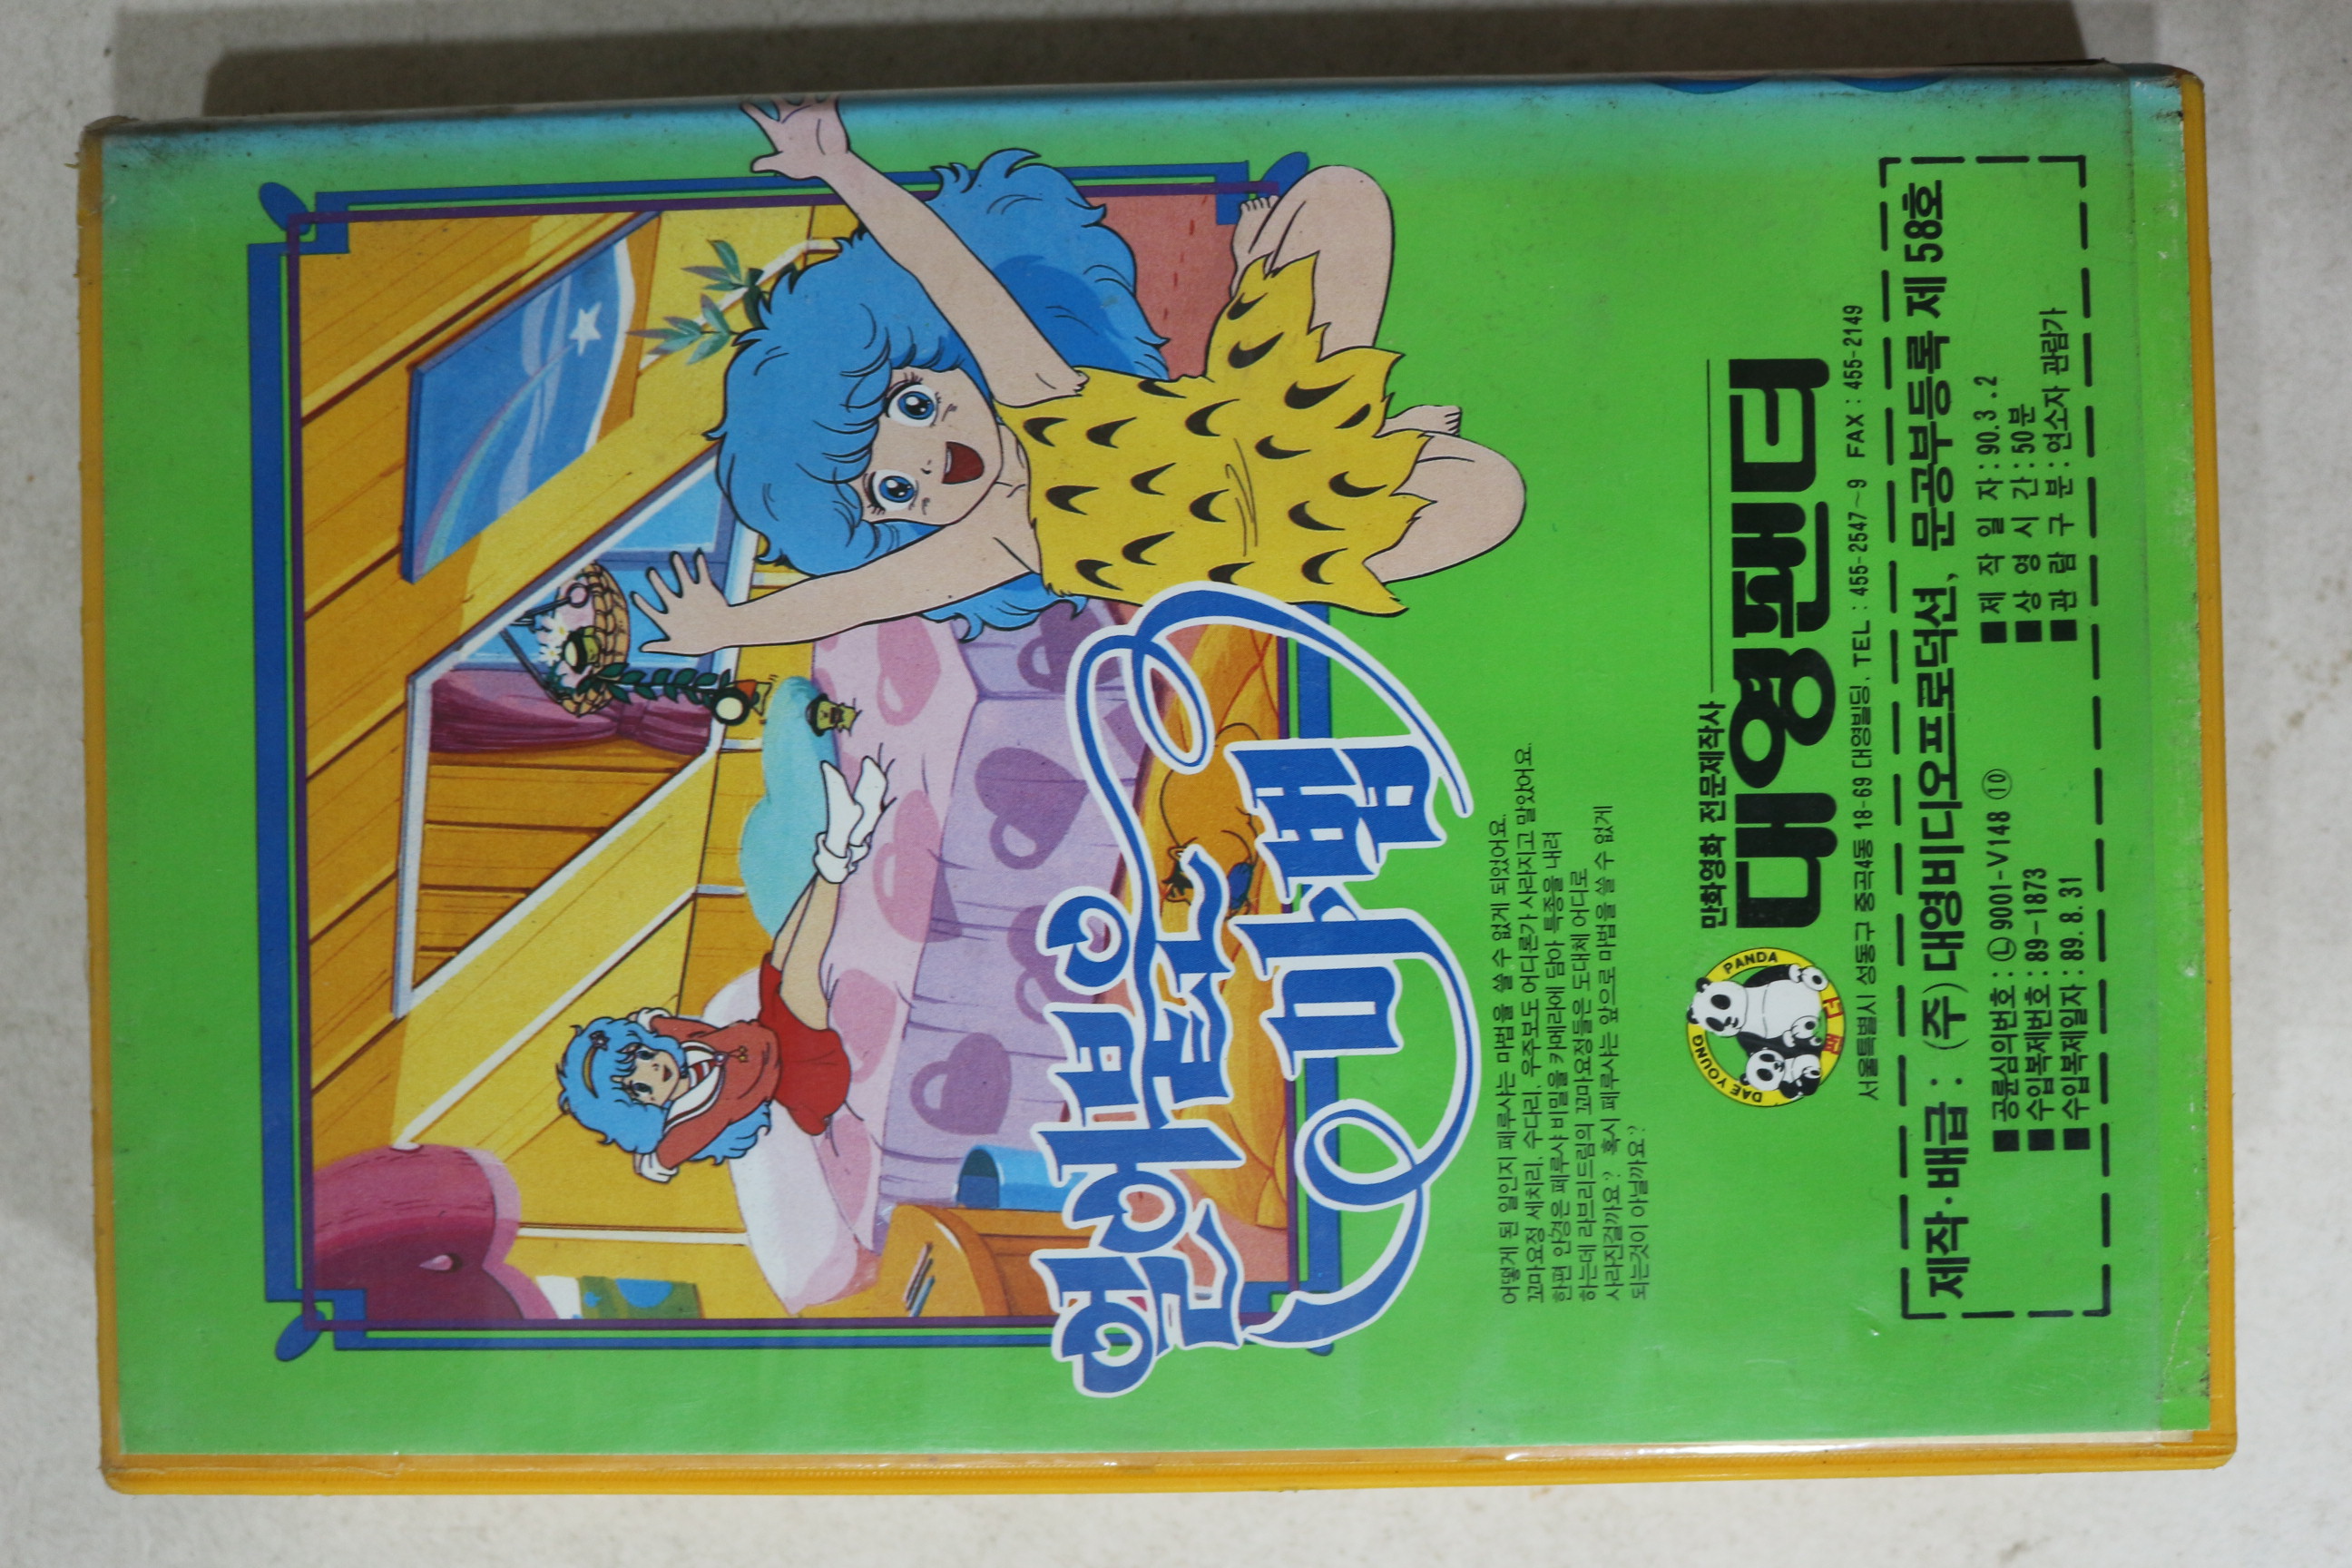 잃어버린
마법
어떻게 된 일인지 페루샤는 마법을 쓸 수 없게 되었어요.
꼬마요정 세치리, 수다리, 우주보도 어디론가 사라지고 말았어요.
한편 안경은 페루샤 비밀을 카메라에 담아 특종을 내려
하는데 라브리드림의 꼬마요정들은 도대체 어디로
사라진걸까요? 혹시 페루샤는 앞으로 마법을 쓸 수 없게
되는것이 아닐까요?
만화영화 전문제작사
대영팬더
DAE YOUNG PANDA
팬더
서울특별시 성동구 중곡4동 18-69 대영빌딩. TEL : 455-2547~9 FAX : 455-2149
제작·배급 : (주)대영비디오프로덕션, 문공부등록 제58호
■공륜심의번호 : Ⓛ9001-V148 ⑩ ■제 작 일 자 : 90.3.2
■수입복제번호 : 89-1873 ■상 영 시 간 : 50분
■수입복제일자 : 89.8.31 ■관 람 구 분 : 연소자 관람가